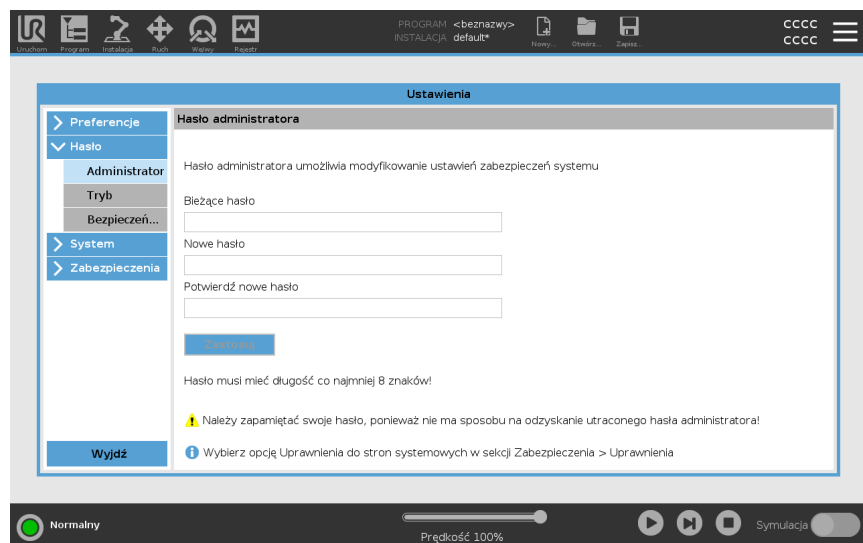 PROGRAM <beznazwy>
INSTALACJA default*
CCCC
CCCC
Uruchom Program Instalacja Ruch We/wy Rejestr Nowy... Otwórz... Zapisz...
Ustawienia
Preferencje
Hasło
Administrator
Tryb
Bezpieczeń...
System
Zabezpieczenia
Wyjdź
Hasło administratora
Hasło administratora umożliwia modyfikowanie ustawień zabezpieczeń systemu
Bieżące hasło
Nowe hasło
Potwierdź nowe hasło
Zastosuj
Hasło musi mieć długość co najmniej 8 znaków!
Należy zapamiętać swoje hasło, ponieważ nie ma sposobu na odzyskanie utraconego hasła administratora!
Wybierz opcję Uprawnienia do stron systemowych w sekcji Zabezpieczenia > Uprawnienia
Normalny
Prędkość 100%
Symulacja